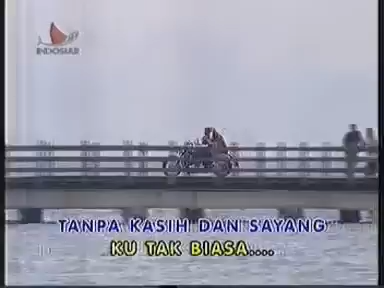 INDOSIAR
TANPA KASIH DAN SAYANG
KU TAK BIASA....